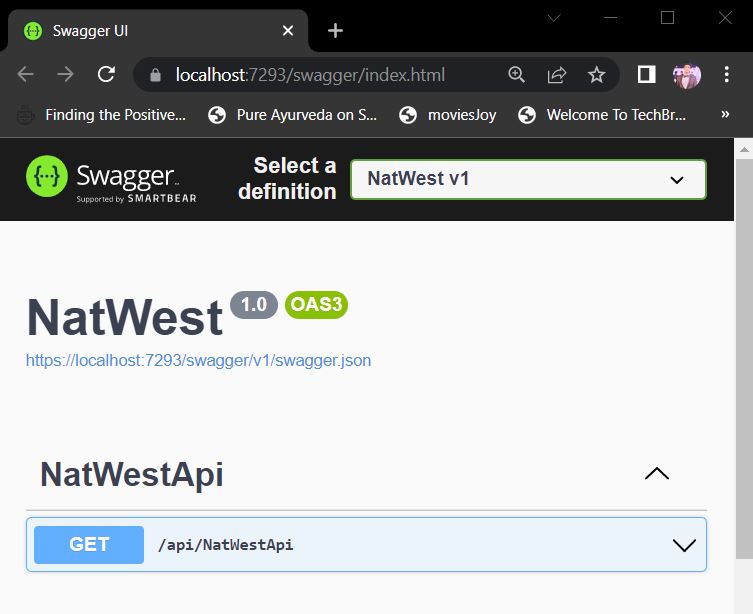 Swagger UI
localhost:7293/swagger/index.html
Finding the Positive... Pure Ayurveda on S... moviesJoy Welcome To TechBr... »
{···} Swagger™
Supported by SMARTBEAR
Select a
definition
NatWest v1
NatWest 1.0 OAS3
https://localhost:7293/swagger/v1/swagger.json
NatWestApi
GET /api/NatWestApi